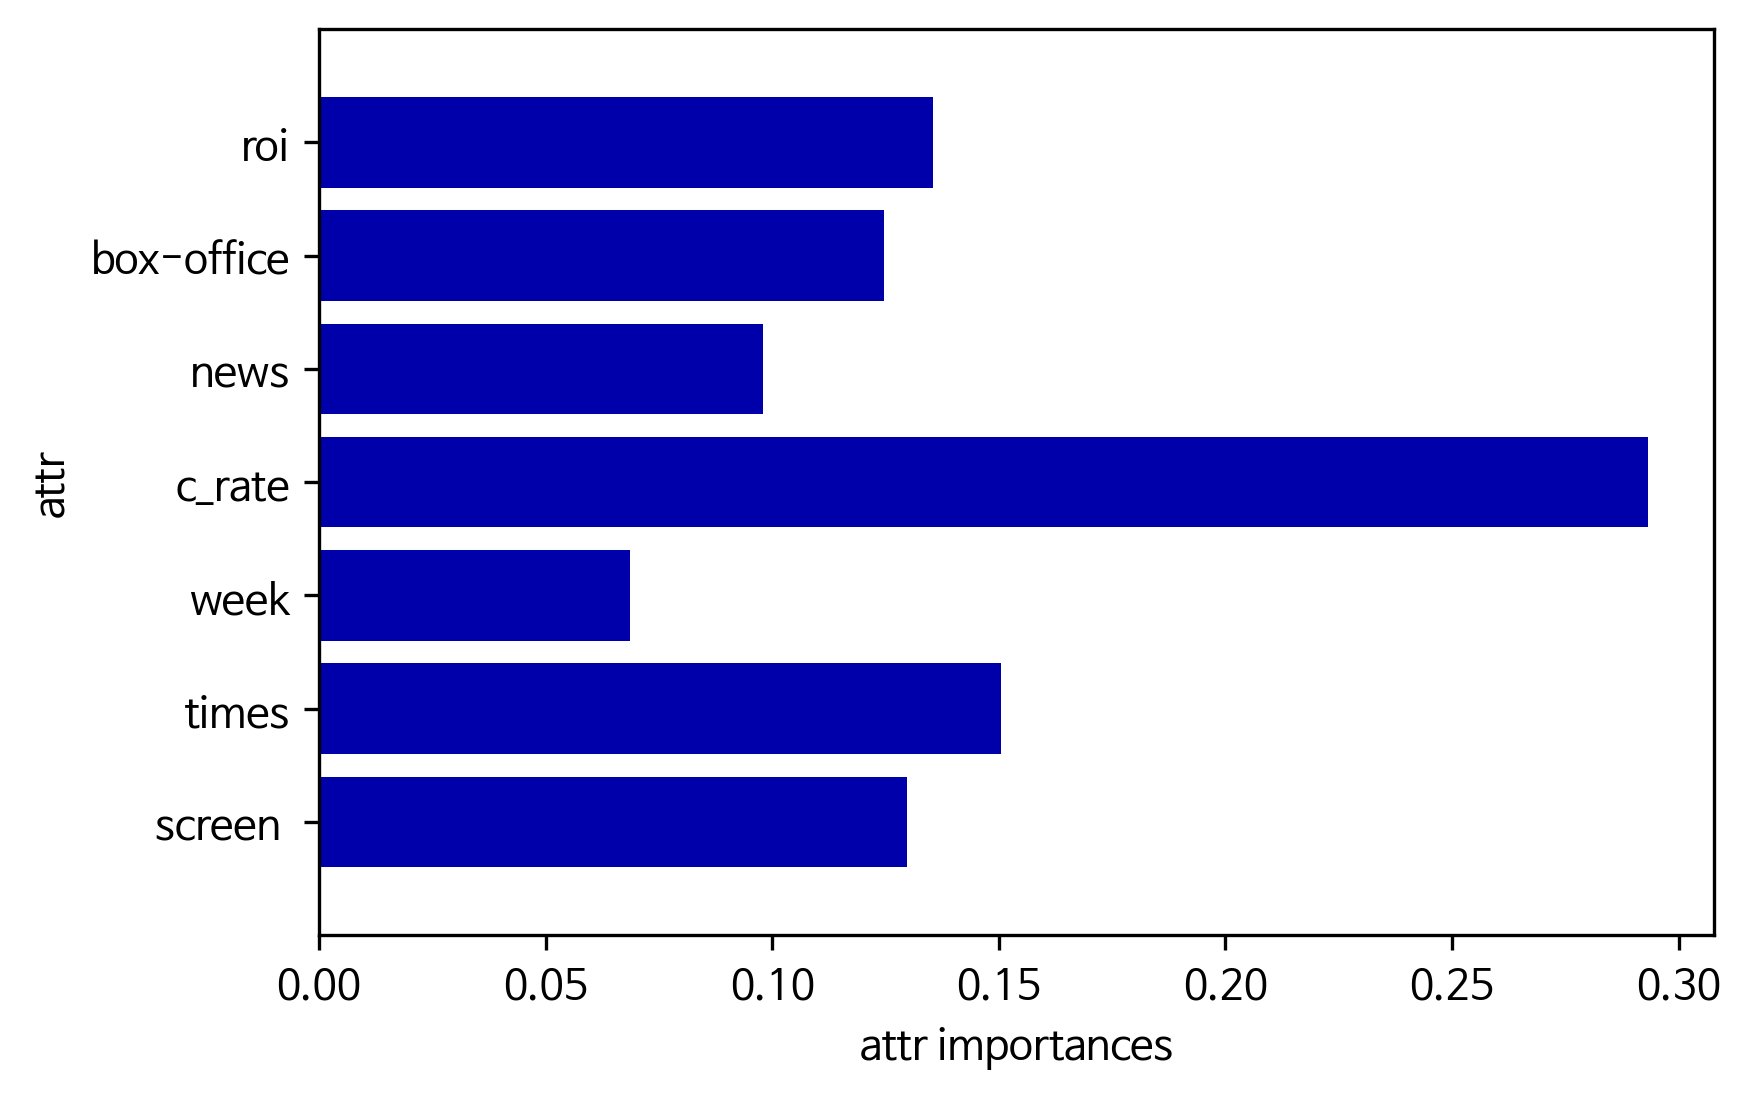 roi
box-office
news
c_rate
week
times
screen
attr
0.00 0.05 0.10 0.15 0.20 0.25 0.30
attr importances